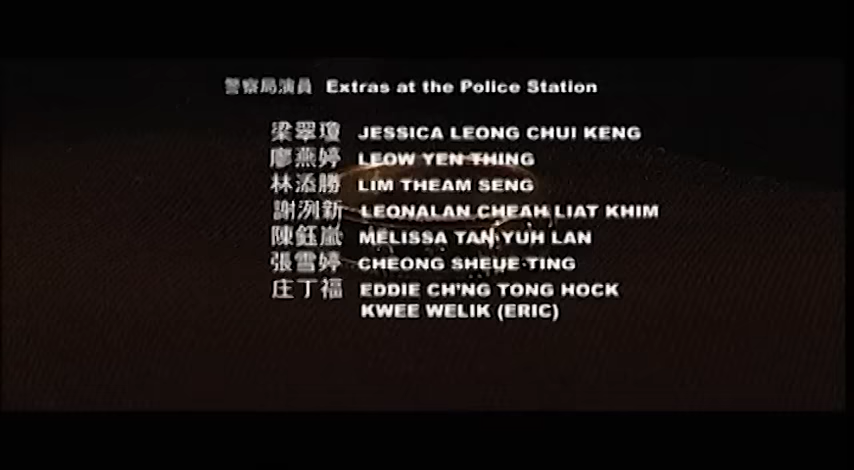 警察局演員 Extras at the Police Station
梁翠瓊 JESSICA LEONG CHUI KENG
廖燕婷 LEOW YEN THING
林添勝 LIM THEAM SENG
謝洌新 LEONALAN CHEAH LIAT KHIM
陳鈺嵐 MELISSA TAN YUH LAN
張雪婷 CHEONG SHEUE TING
庄丁福 EDDIE CH'NG TONG HOCK
KWEE WELIK (ERIC)